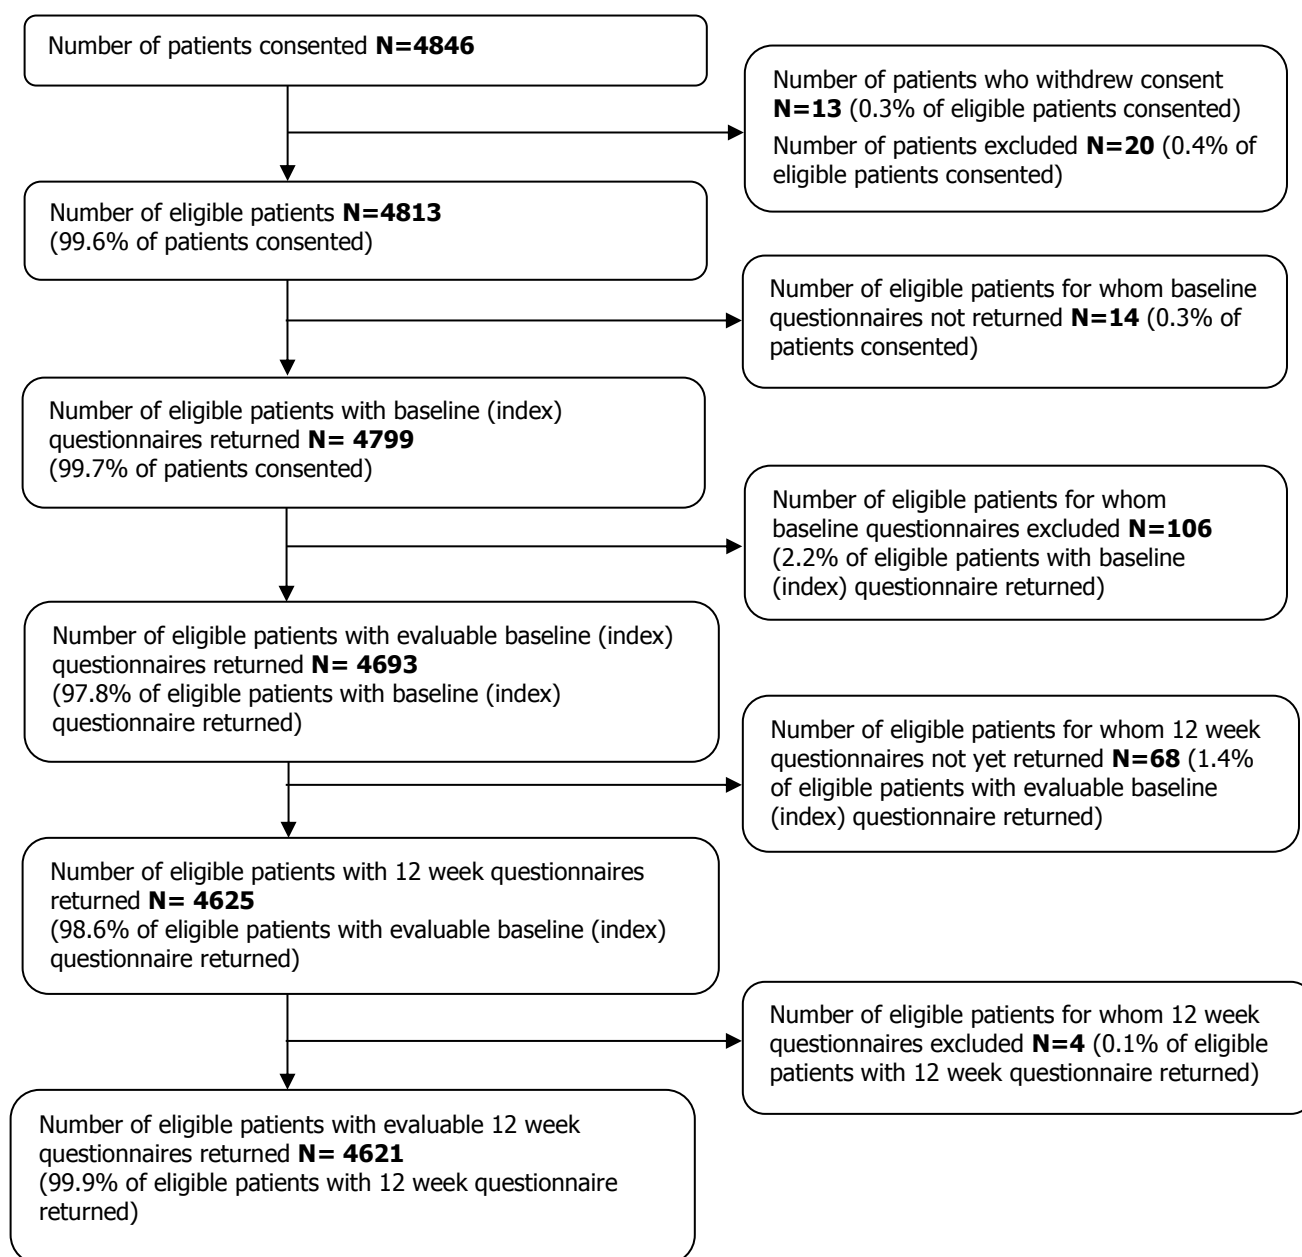 Number of patients consented N=4846
Number of patients who withdrew consent
N=13 (0.3% of eligible patients consented)
Number of patients excluded N=20 (0.4% of
eligible patients consented)
Number of eligible patients N=4813
(99.6% of patients consented)
Number of eligible patients for whom baseline
questionnaires not returned N=14 (0.3% of
patients consented)
Number of eligible patients with baseline (index)
questionnaires returned N= 4799
(99.7% of patients consented)
Number of eligible patients for whom
baseline questionnaires excluded N=106
(2.2% of eligible patients with baseline
(index) questionnaire returned)
Number of eligible patients with evaluable baseline (index)
questionnaires returned N= 4693
(97.8% of eligible patients with baseline (index)
questionnaire returned)
Number of eligible patients for whom 12 week
questionnaires not yet returned N=68 (1.4%
of eligible patients with evaluable baseline
(index) questionnaire returned)
Number of eligible patients with 12 week questionnaires
returned N= 4625
(98.6% of eligible patients with evaluable baseline (index)
questionnaire returned)
Number of eligible patients for whom 12 week
questionnaires excluded N=4 (0.1% of eligible
patients with 12 week questionnaire returned)
Number of eligible patients with evaluable 12 week
questionnaires returned N= 4621
(99.9% of eligible patients with 12 week questionnaire
returned)